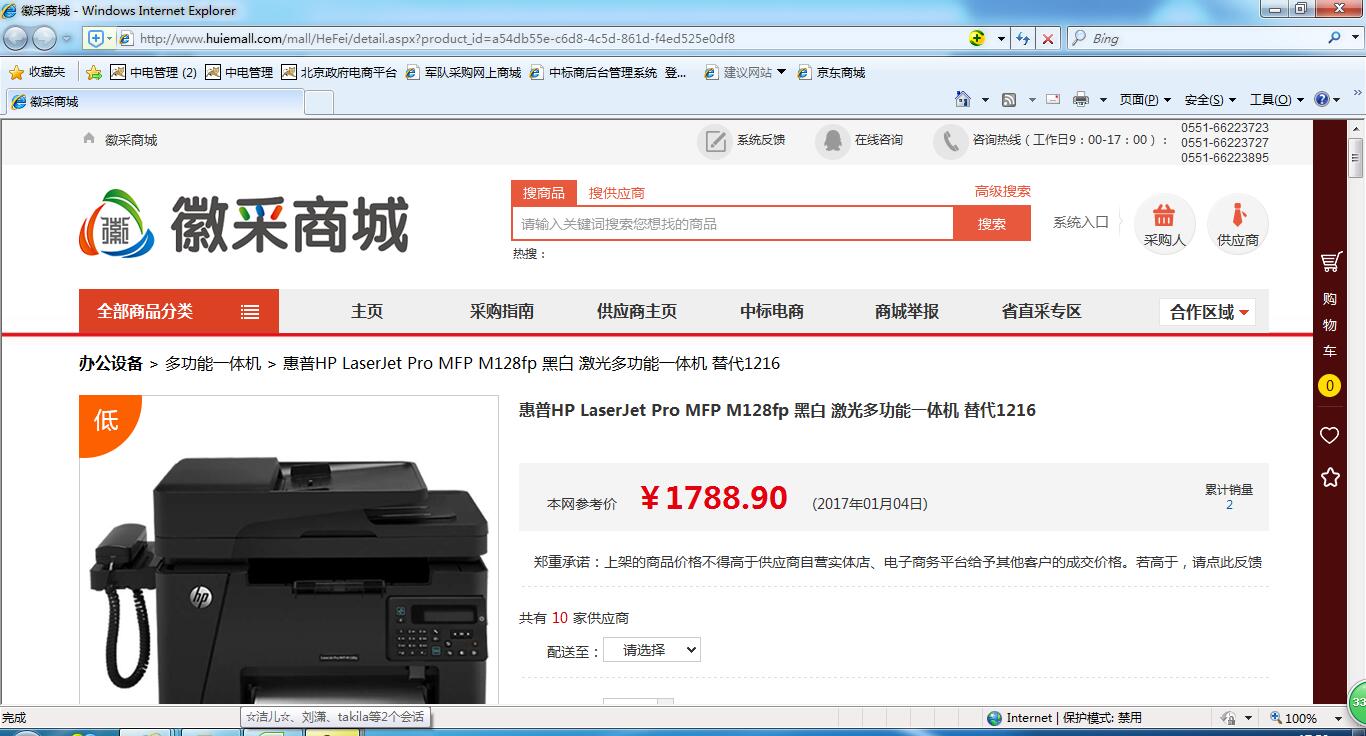 徽采商城 - Windows Internet Explorer
http://www.huiemall.com/mall/HeFei/detail.aspx?product_id=a54db55e-c6d8-4c5d-861d-f4ed525e0df8
Bing
收藏夹 中电管理 (2) 中电管理 北京政府电商平台 军队采购网上商城 中标商后台管理系统 登... 建议网站 京东商城
徽采商城
页面(P) 安全(S) 工具(O) »
徽采商城 系统反馈 在线咨询 咨询热线（工作日9：00-17：00）：
0551-66223723
0551-66223727
0551-66223895
徽采商城
搜商品 搜供应商 高级搜索
请输入关键词搜索您想找的商品 搜索
热搜：
系统入口 采购人 供应商
全部商品分类 主页 采购指南 供应商主页 中标电商 商城举报 省直采专区 合作区域
办公设备 > 多功能一体机 > 惠普HP LaserJet Pro MFP M128fp 黑白 激光多功能一体机 替代1216
低
hp
惠普HP LaserJet Pro MFP M128fp 黑白 激光多功能一体机 替代1216
本网参考价 ￥1788.90 (2017年01月04日)
累计销量
2
郑重承诺：上架的商品价格不得高于供应商自营实体店、电子商务平台给予其他客户的成交价格。若高于，请点此反馈
共有 10 家供应商
配送至： 请选择
购
物
车
0
33
完成
☆洁儿☆、刘潇、takila等2个会话
Internet | 保护模式: 禁用
100%